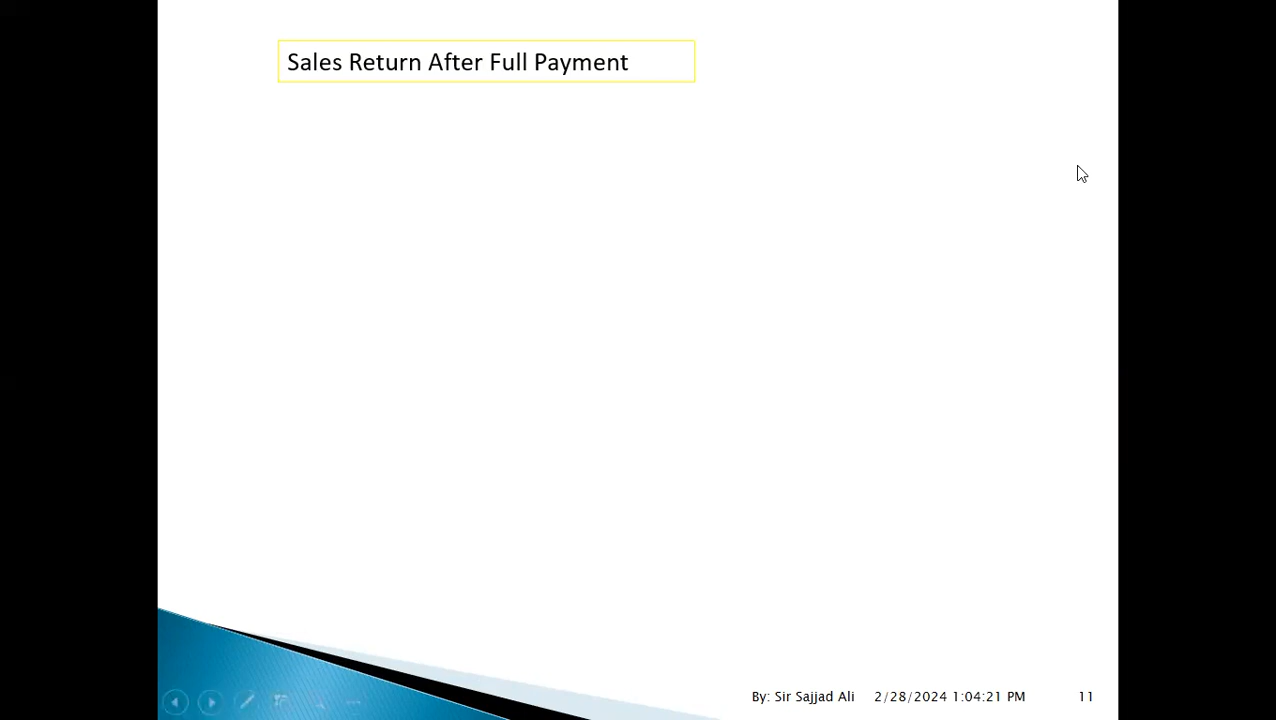 Sales Return After Full Payment
By: Sir Sajjad Ali 2/28/2024 1:04:21 PM 11